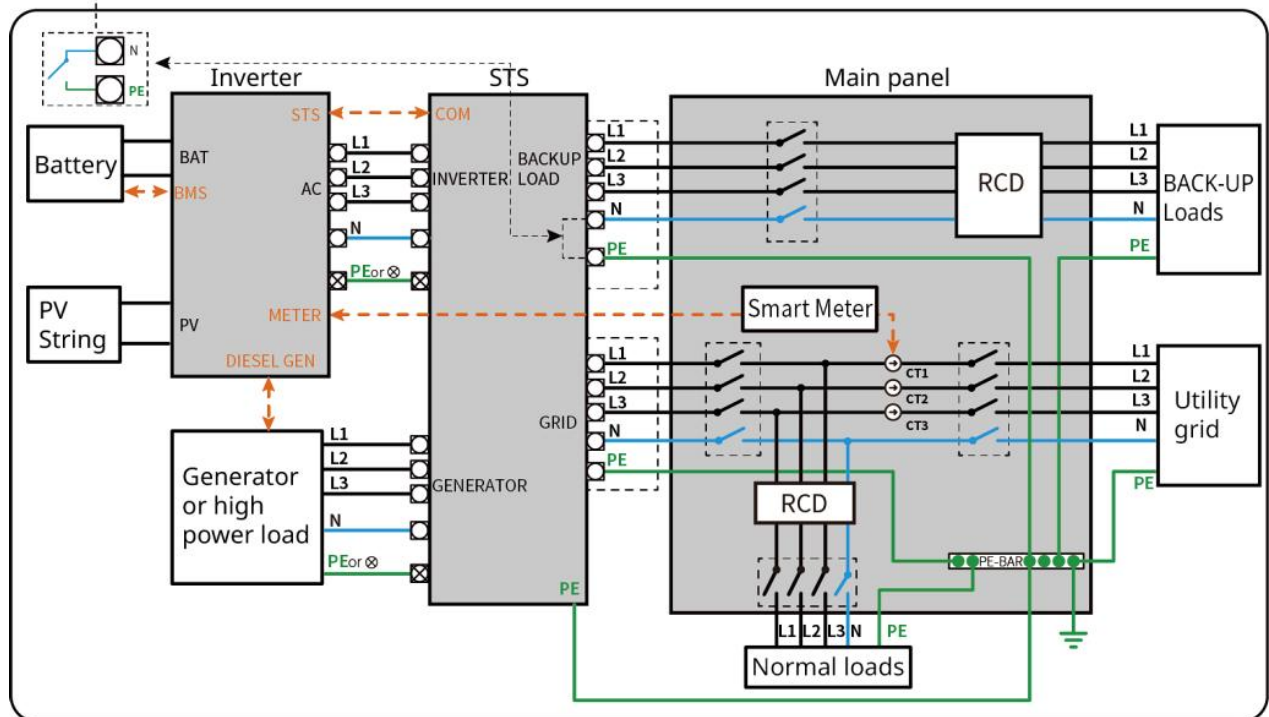 N
PE
Inverter
STS
Main panel
Battery
BAT
BMS
STS
AC
L1
L2
L3
N
PEor ⊗
PV
String
PV
METER
DIESEL GEN
COM
INVERTER
BACKUP
LOAD
L1
L2
L3
N
PE
RCD
L1
L2
L3
N
PE
BACK-UP
Loads
Smart Meter
GRID
L1
L2
L3
N
PE
CT1
CT2
CT3
L1
L2
L3
N
PE
Utility
grid
Generator
or high
power load
L1
L2
L3
N
PEor ⊗
GENERATOR
PE
RCD
PE-BAR
L1 L2 L3 N PE
Normal loads